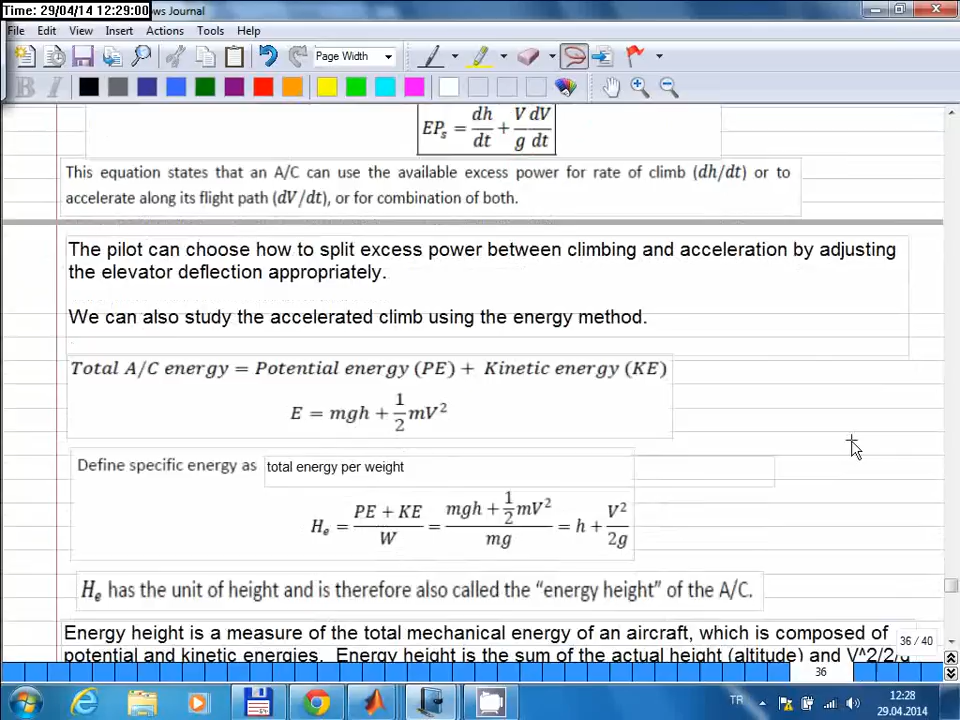 Time: 29/04/14 12:29:00
ws Journal
File Edit View Insert Actions Tools Help
Page Width
B I
EPₛ = dh/dt + V/g dV/dt
This equation states that an A/C can use the available excess power for rate of climb (dh/dt) or to
accelerate along its flight path (dV/dt), or for combination of both.
The pilot can choose how to split excess power between climbing and acceleration by adjusting
the elevator deflection appropriately.
We can also study the accelerated climb using the energy method.
Total A/C energy = Potential energy (PE) + Kinetic energy (KE)
E = mgh + 1/2 mV²
Define specific energy as total energy per weight
Hₑ = (PE + KE)/W = (mgh + 1/2 mV²)/mg = h + V²/2g
Hₑ has the unit of height and is therefore also called the “energy height” of the A/C.
Energy height is a measure of the total mechanical energy of an aircraft, which is composed of
potential and kinetic energies. Energy height is the sum of the actual height (altitude) and V^2/2/g
36 / 40
36
TR
12:28
29.04.2014